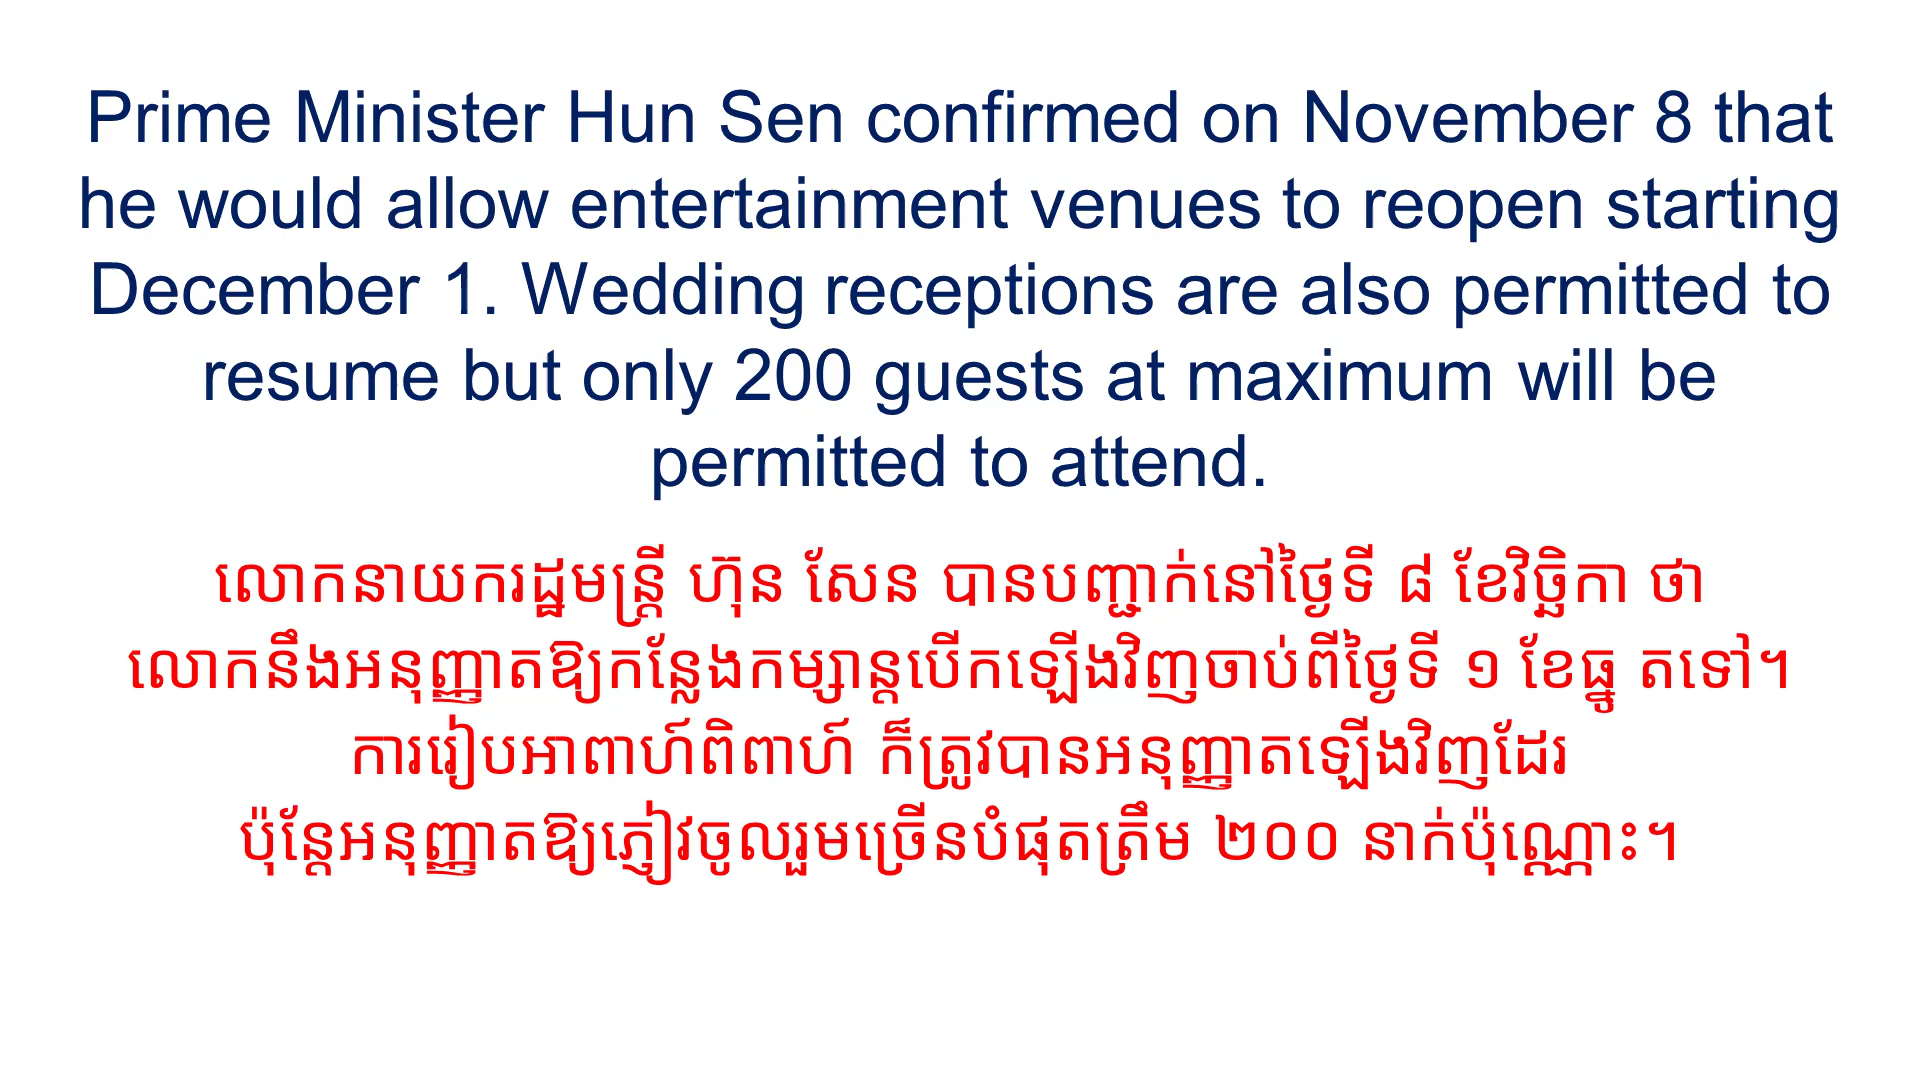 Prime Minister Hun Sen confirmed on November 8 that
he would allow entertainment venues to reopen starting
December 1. Wedding receptions are also permitted to
resume but only 200 guests at maximum will be
permitted to attend.
លោកនាយករដ្ឋមន្ត្រី ហ៊ុន សែន បានបញ្ជាក់នៅថ្ងៃទី ៨ ខែវិច្ឆិកា ថា
លោកនឹងអនុញ្ញាតឱ្យកន្លែងកម្សាន្តបើកឡើងវិញចាប់ពីថ្ងៃទី ១ ខែធ្នូ តទៅ។
ការរៀបអាពាហ៍ពិពាហ៍ ក៏ត្រូវបានអនុញ្ញាតឡើងវិញដែរ
ប៉ុន្តែអនុញ្ញាតឱ្យភ្ញៀវចូលរួមច្រើនបំផុតត្រឹម ២០០ នាក់ប៉ុណ្ណោះ។